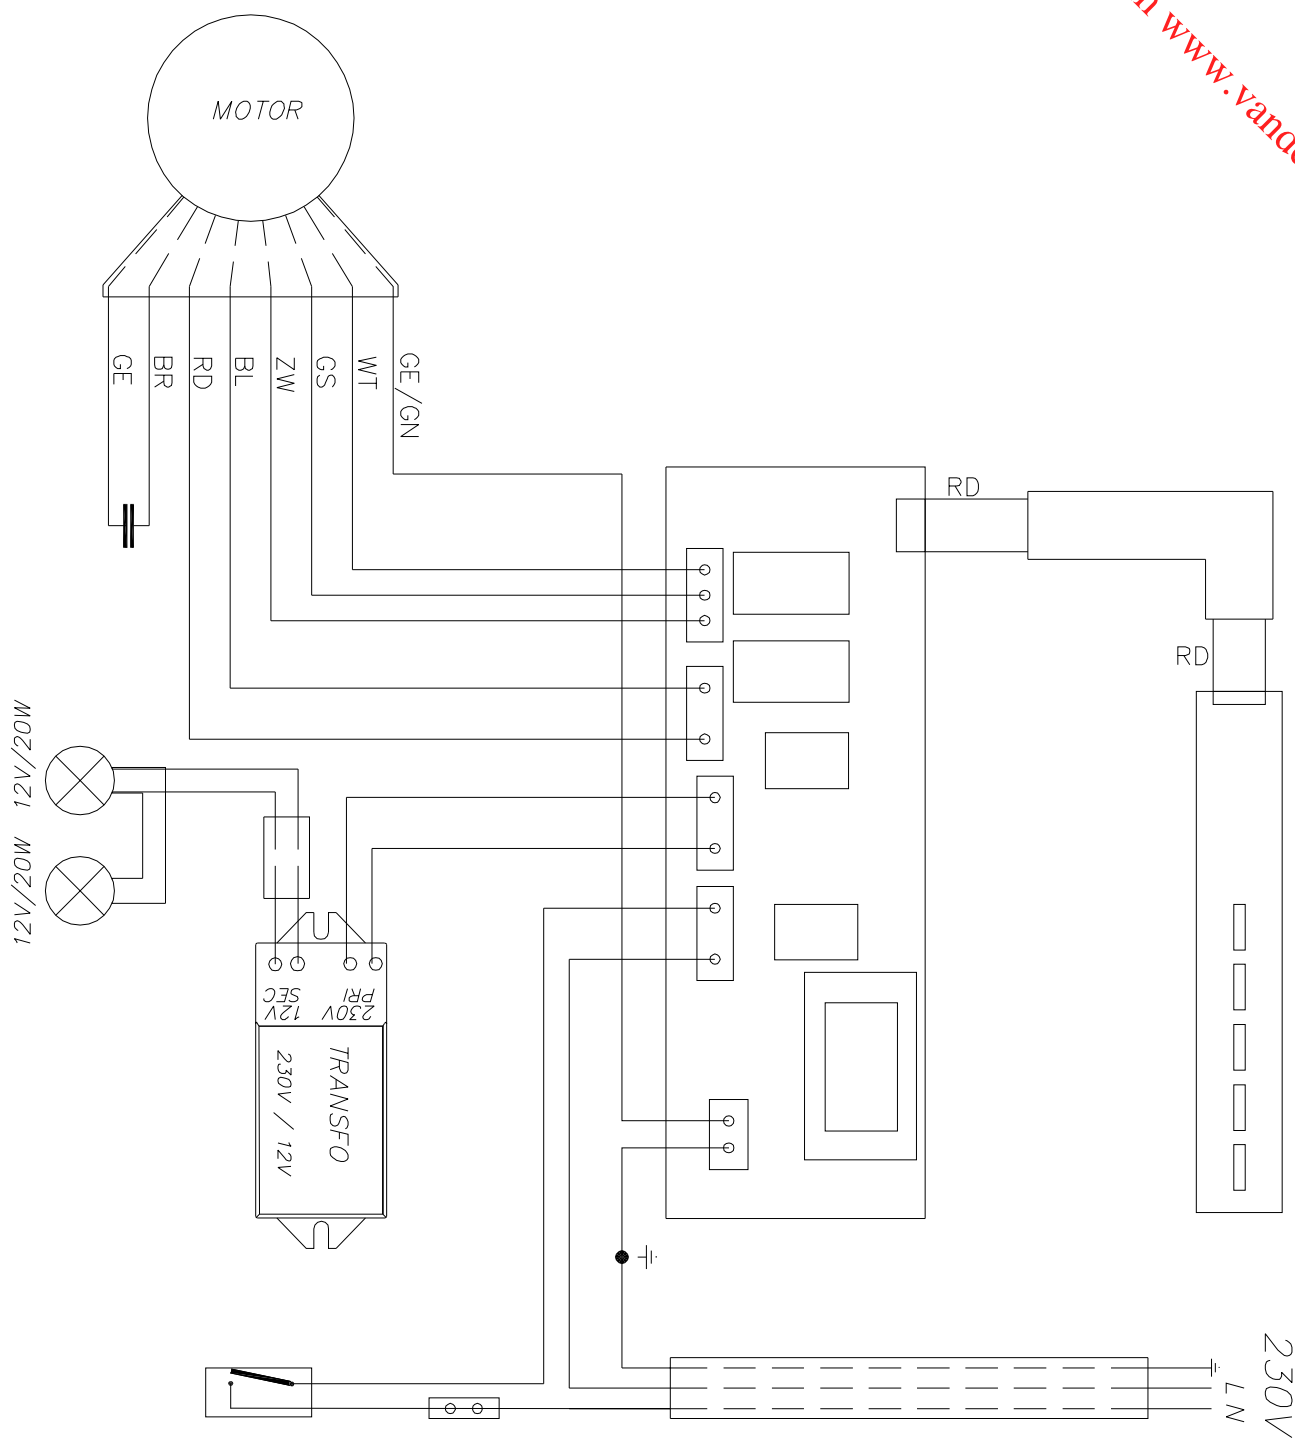 n www.vand
MOTOR
GE
BR
RD
BL
ZW
GS
WT
GE/GN
RD
RD
12V/20W
12V/20W
SEC
12V
PRI
230V
TRANSFO
230V / 12V
230V
L
N